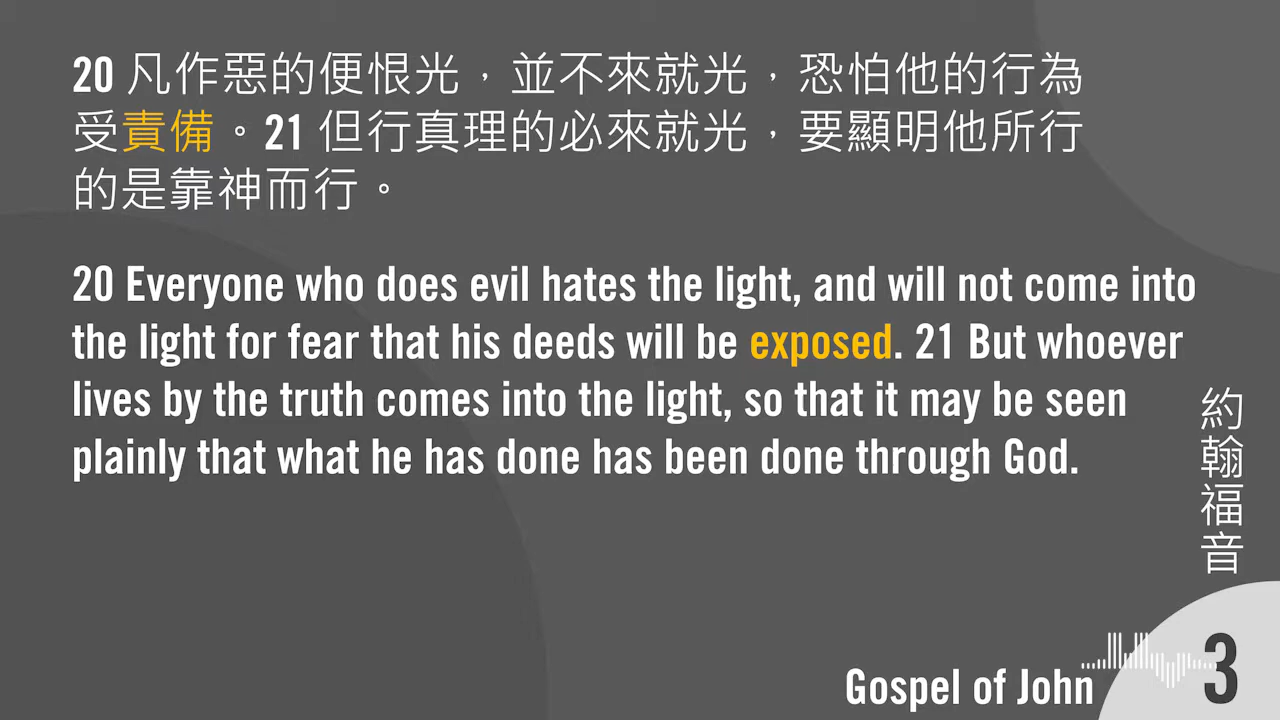 20 凡作惡的便恨光，並不來就光，恐怕他的行為
受責備。21 但行真理的必來就光，要顯明他所行
的是靠神而行。
20 Everyone who does evil hates the light, and will not come into
the light for fear that his deeds will be exposed. 21 But whoever
lives by the truth comes into the light, so that it may be seen
plainly that what he has done has been done through God.
約翰福音
Gospel of John
3